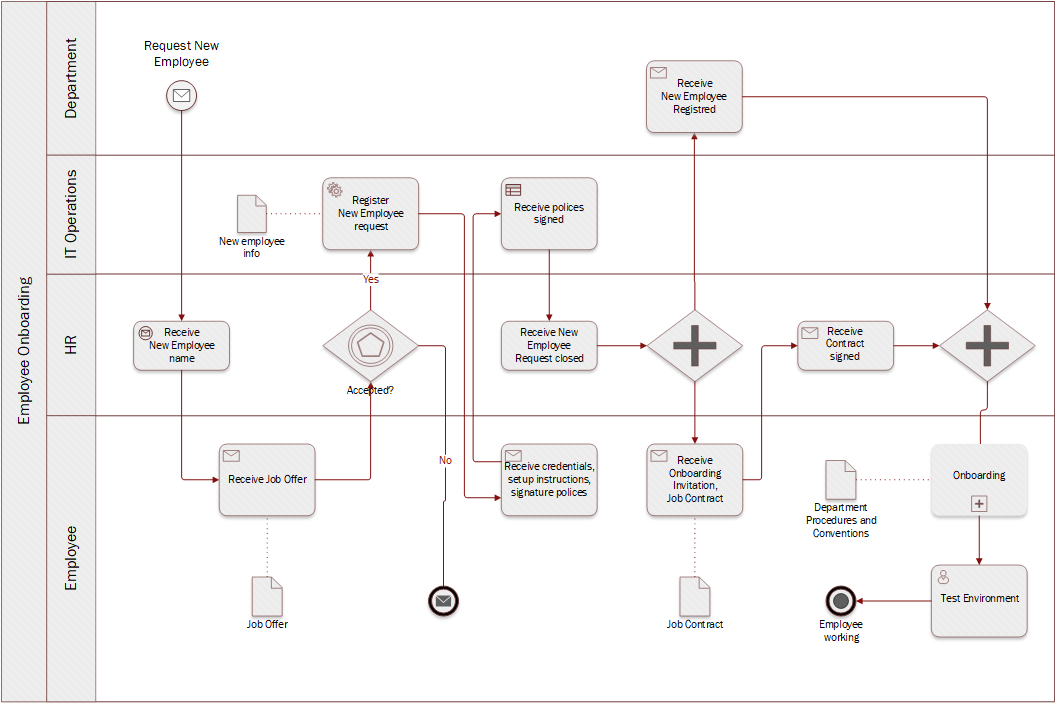 Employee Onboarding
Department
Request New
Employee
Receive
New Employee
Registred
IT Operations
New employee
info
Register
New Employee
request
Receive polices
signed
HR
Receive
New Employee
name
Yes
Accepted?
Receive New
Employee
Request closed
Receive
Contract
signed
Employee
Receive Job Offer
Job Offer
No
Receive credentials,
setup instructions,
signature polices
Receive
Onboarding
Invitation,
Job Contract
Job Contract
Department
Procedures and
Conventions
Onboarding
Test Environment
Employee
working